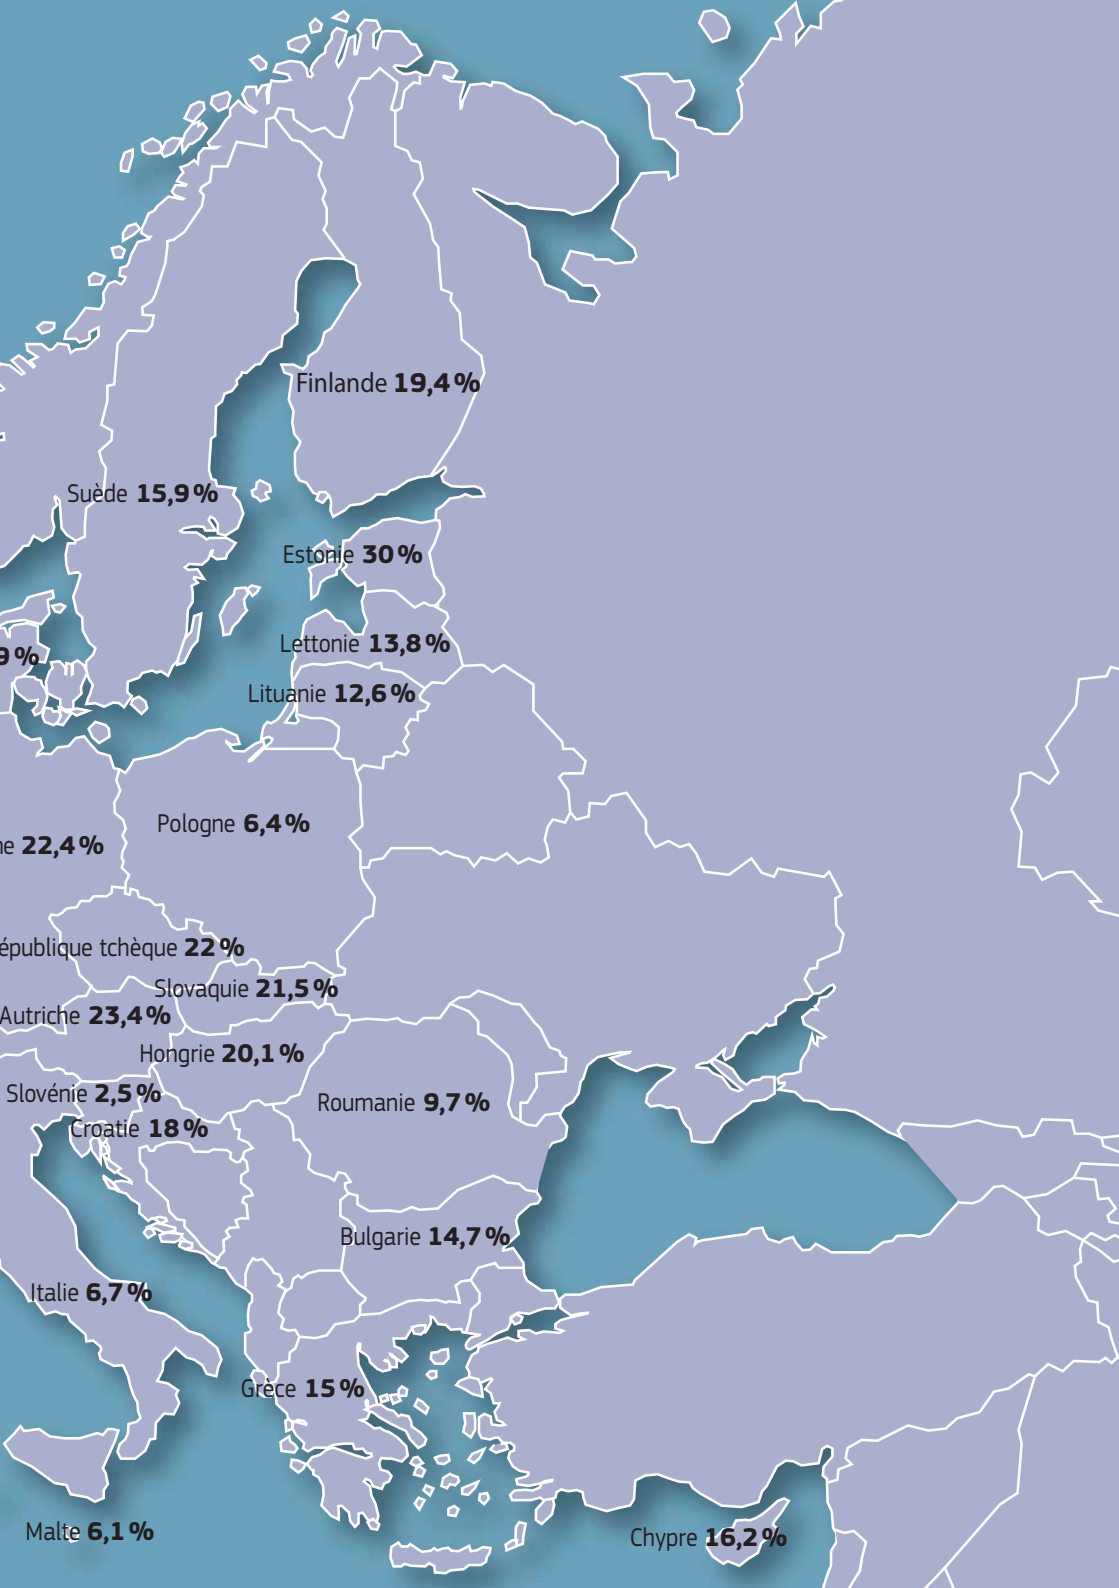 Finlande 19,4 %
Suède 15,9 %
Estonie 30 %
Lettonie 13,8 %
9 %
Lituanie 12,6 %
Pologne 6,4 %
ne 22,4 %
épublique tchèque 22 %
Slovaquie 21,5 %
Autriche 23,4 %
Hongrie 20,1 %
Slovénie 2,5 %
Roumanie 9,7 %
Croatie 18 %
Bulgarie 14,7 %
Italie 6,7 %
Grèce 15 %
Malte 6,1 %
Chypre 16,2 %